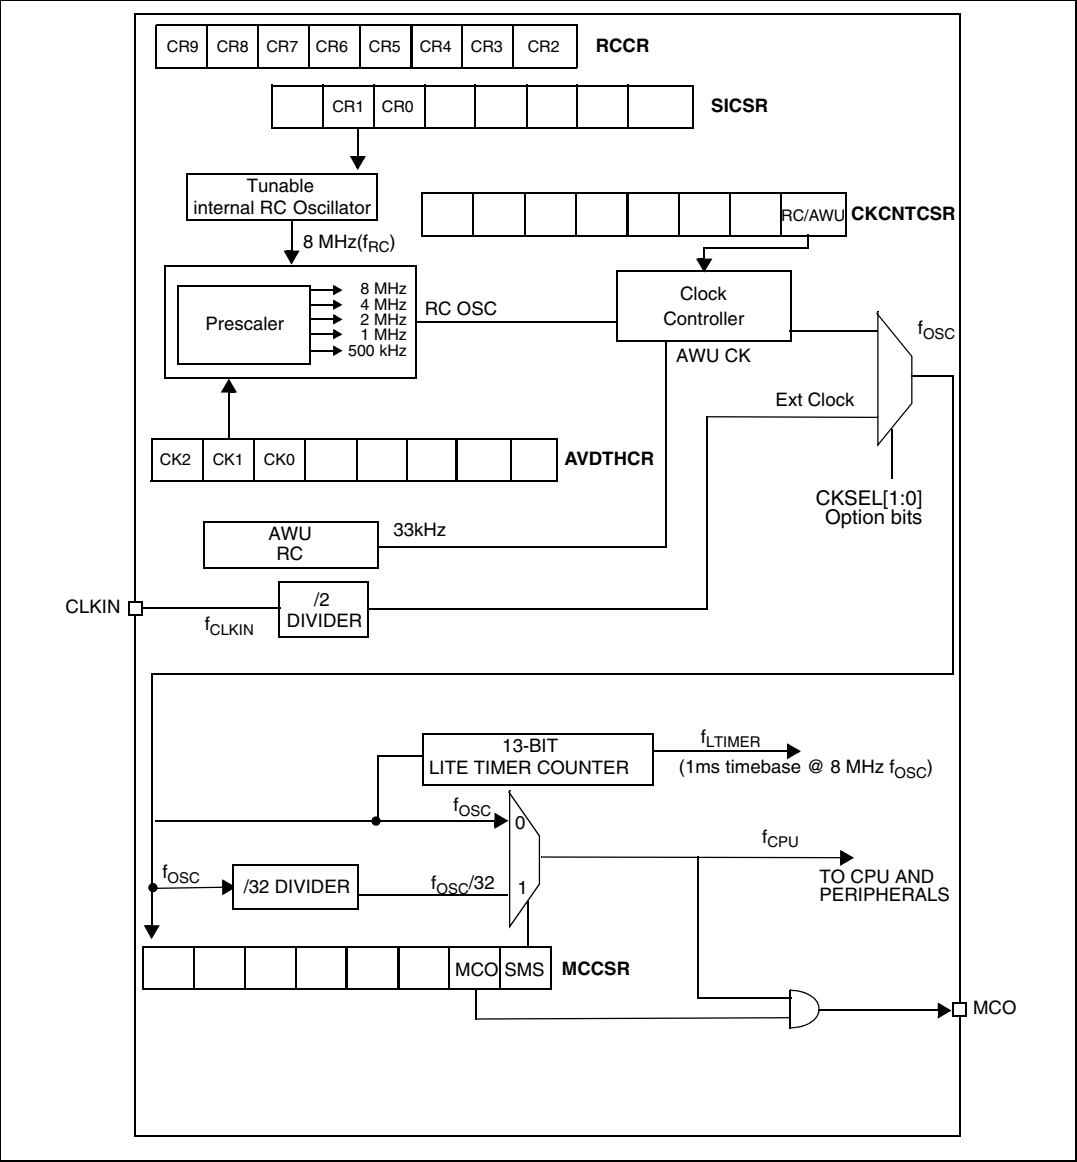 CR9 CR8 CR7 CR6 CR5 CR4 CR3 CR2 RCCR
CR1 CR0 SICSR
Tunable
internal RC Oscillator
RC/AWU CKCNTCSR
8 MHz(fRC)
Prescaler
8 MHz
4 MHz
2 MHz
1 MHz
500 kHz
RC OSC
Clock
Controller
AWU CK
fOSC
Ext Clock
CK2 CK1 CK0 AVDTHCR
CKSEL[1:0]
Option bits
AWU
RC
33kHz
CLKIN
fCLKIN
/2
DIVIDER
13-BIT
LITE TIMER COUNTER
fLTIMER
(1ms timebase @ 8 MHz fOSC)
fOSC
0
fCPU
TO CPU AND
PERIPHERALS
fOSC
/32 DIVIDER
fOSC/32
1
MCO SMS MCCSR
MCO